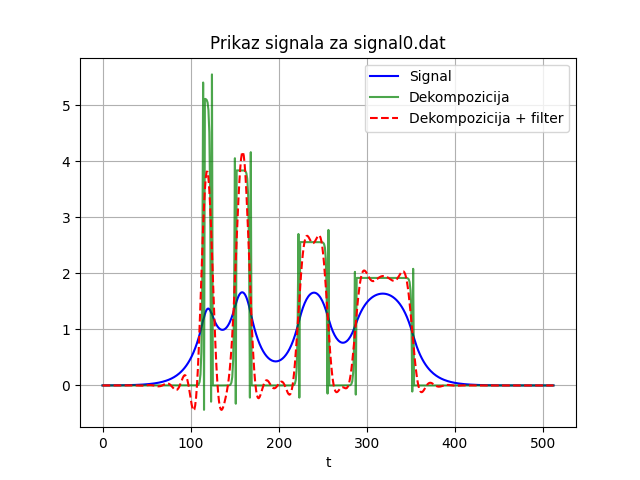 Prikaz signala za signal0.dat
Signal
Dekompozicija
Dekompozicija + filter
5
4
3
2
1
0
0 100 200 300 400 500
t